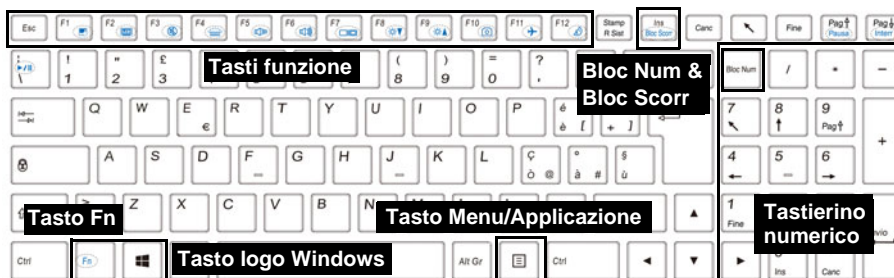 Esc F1 F2 F3 F4 F5 F6 F7 F8 F9 F10 F11 F12 Stamp R Sist Ins Bloc Scorr Canc Fine Pag Pausa Pag Interr
Tasti funzione
Bloc Num & Bloc Scorr
\ ! 1 " 2 £ 3 ( 8 ) 9 = 0 ? ' Bloc Num / * -
Q W E € R T Y U I O P é è [ + ] 7 8 9 Pag +
A S D F G H J K L ç ò @ ° à # § ù 4 5 6
Tasto Fn
Z X C V B N
Tasto Menu/Applicazione
1 Fine
Tastierino numerico
Ctrl Fn
Tasto logo Windows
Alt Gr Ctrl Ins Canc